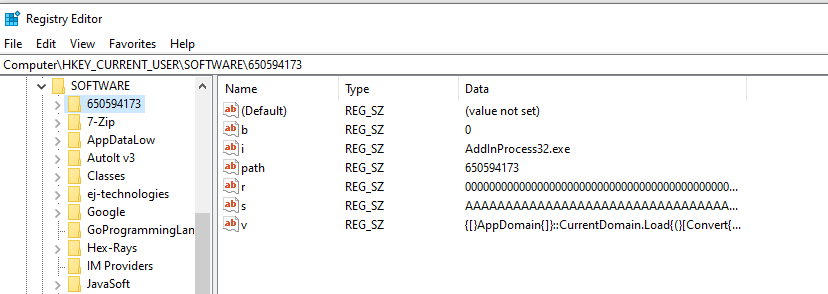 Registry Editor
File Edit View Favorites Help
Computer\HKEY_CURRENT_USER\SOFTWARE\650594173
SOFTWARE
650594173
7-Zip
AppDataLow
AutoIt v3
Classes
ej-technologies
Google
GoProgrammingLan
Hex-Rays
IM Providers
JavaSoft
Name Type Data
(Default) REG_SZ (value not set)
b REG_SZ 0
i REG_SZ AddInProcess32.exe
path REG_SZ 650594173
r REG_SZ 00000000000000000000000000000000000000000000...
s REG_SZ AAAAAAAAAAAAAAAAAAAAAAAAAAAAAAA...
v REG_SZ {[}AppDomain{]}::CurrentDomain.Load{(}[Convert{...